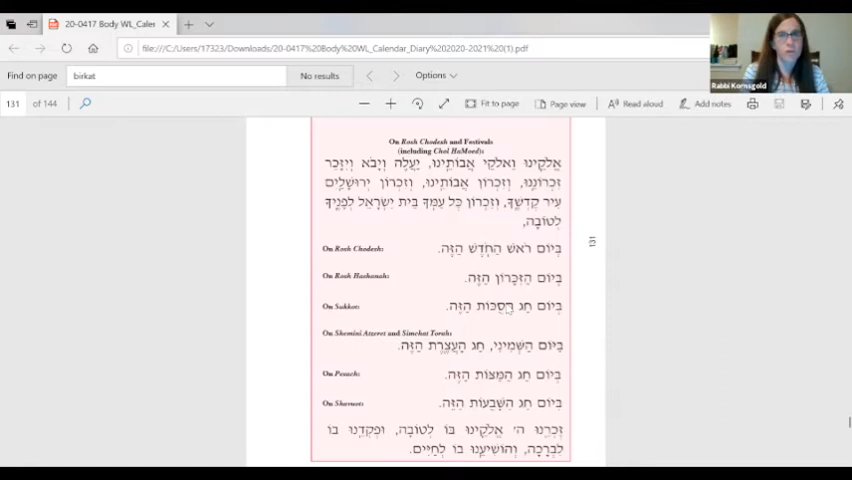 20-0417 Body WL_Calen
file:///C:/Users/17323/Downloads/20-0417%20Body%20WL_Calendar_Diary%202020-2021%20(1).pdf
Find on page
birkat
No results
Options
Rabbi Kornsgold
131 of 144
Fit to page
Page view
Read aloud
Add notes
On Rosh Chodesh and Festivals
(including Chol HaMoed):
אֱלֹקֵינוּ וֵאלֹקֵי אֲבוֹתֵינוּ, יַעֲלֶה וְיָבֹא וְיִזָּכֵר
זִכְרוֹנֵנוּ, וְזִכְרוֹן אֲבוֹתֵינוּ, וְזִכְרוֹן יְרוּשָׁלַיִם
עִיר קָדְשֶׁךָ, וְזִכְרוֹן כָּל עַמְּךָ בֵּית יִשְׂרָאֵל לְפָנֶיךָ
לְטוֹבָה,
131
On Rosh Chodesh: בְּיוֹם רֹאשׁ הַחֹדֶשׁ הַזֶּה.
On Rosh Hashanah: בְּיוֹם הַזִּכָּרוֹן הַזֶּה.
On Sukkot: בְּיוֹם חַג הַסֻּכּוֹת הַזֶּה.
On Shemini Atzeret and Simchat Torah:
בַּיּוֹם הַשְּׁמִינִי, חַג הָעֲצֶרֶת הַזֶּה.
On Pesach: בְּיוֹם חַג הַמַּצּוֹת הַזֶּה.
On Shavuot: בְּיוֹם חַג הַשָּׁבֻעוֹת הַזֶּה.
זָכְרֵנוּ ה' אֱלֹקֵינוּ בּוֹ לְטוֹבָה, וּפָקְדֵנוּ בוֹ
לִבְרָכָה, וְהוֹשִׁיעֵנוּ בוֹ לְחַיִּים.